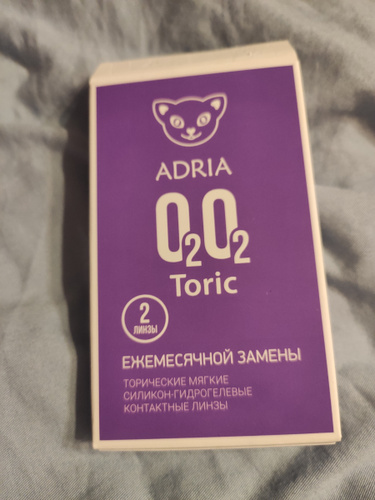 ADRIA
O2O2
Toric
2
ЛИНЗЫ
ЕЖЕМЕСЯЧНОЙ ЗАМЕНЫ
ТОРИЧЕСКИЕ МЯГКИЕ
СИЛИКОН-ГИДРОГЕЛЕВЫЕ
КОНТАКТНЫЕ ЛИНЗЫ